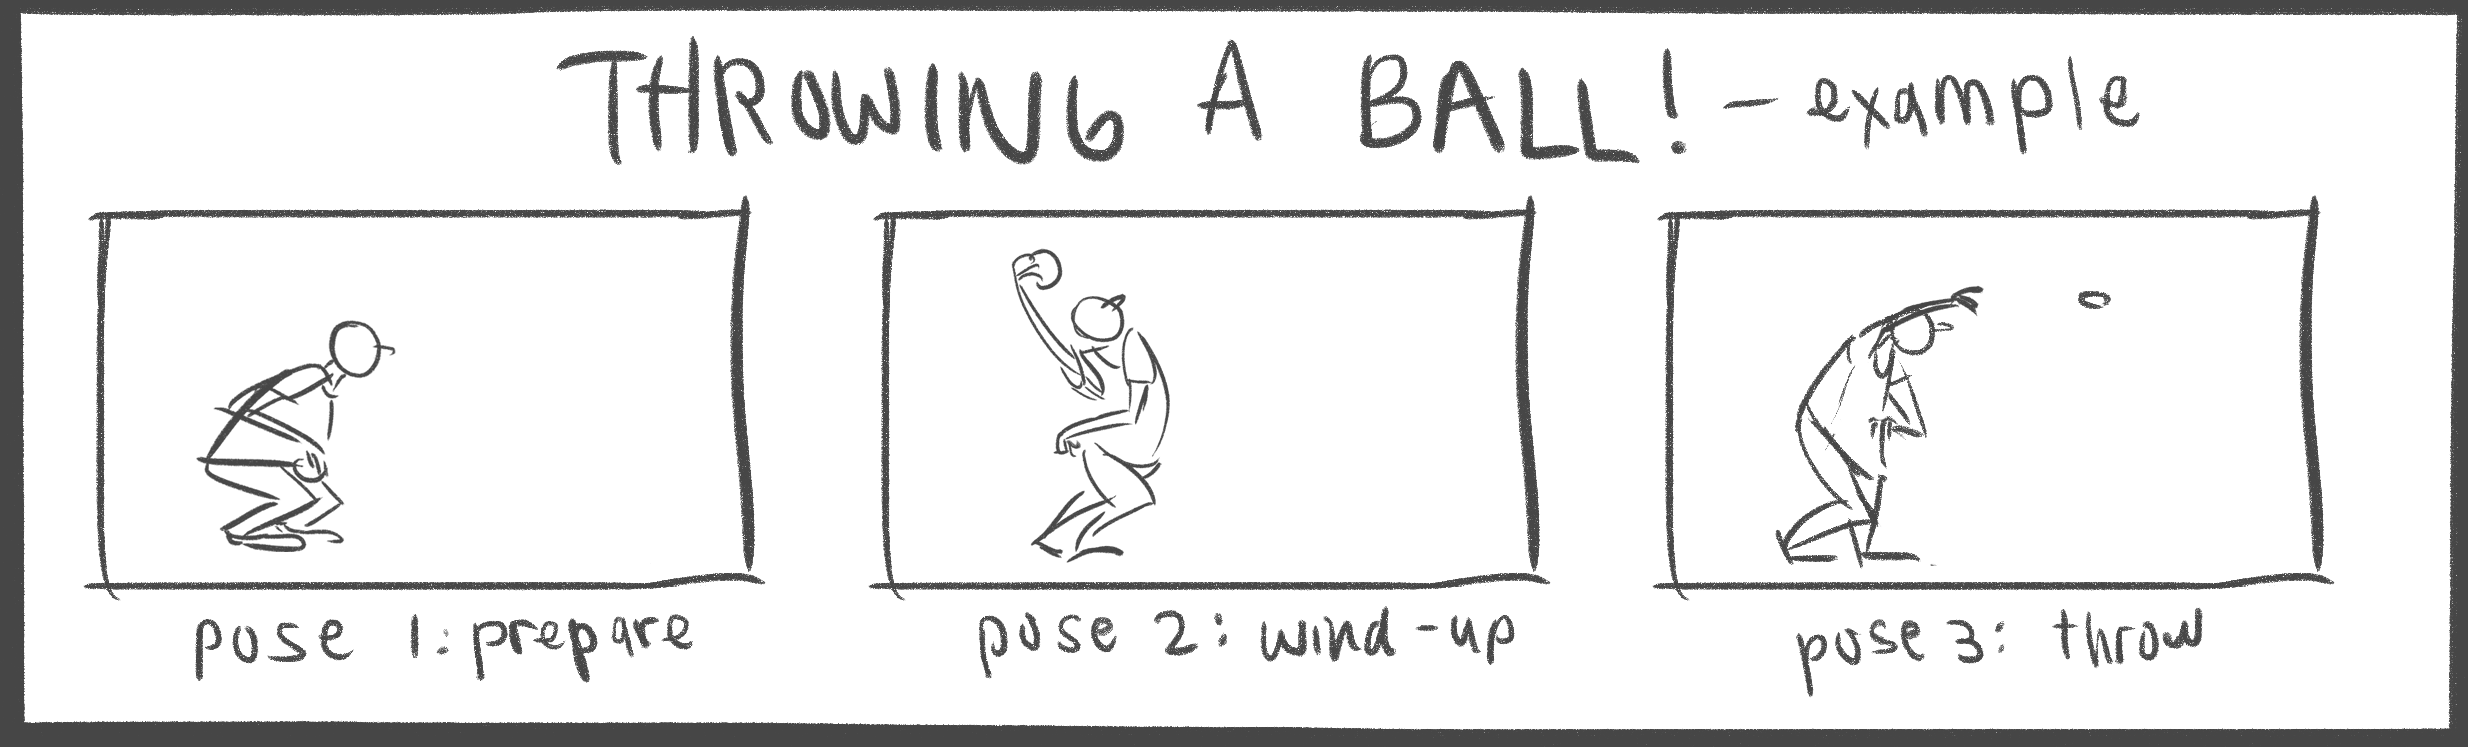 THROWING A BALL! - example
pose 1: prepare
pose 2: wind-up
pose 3: throw